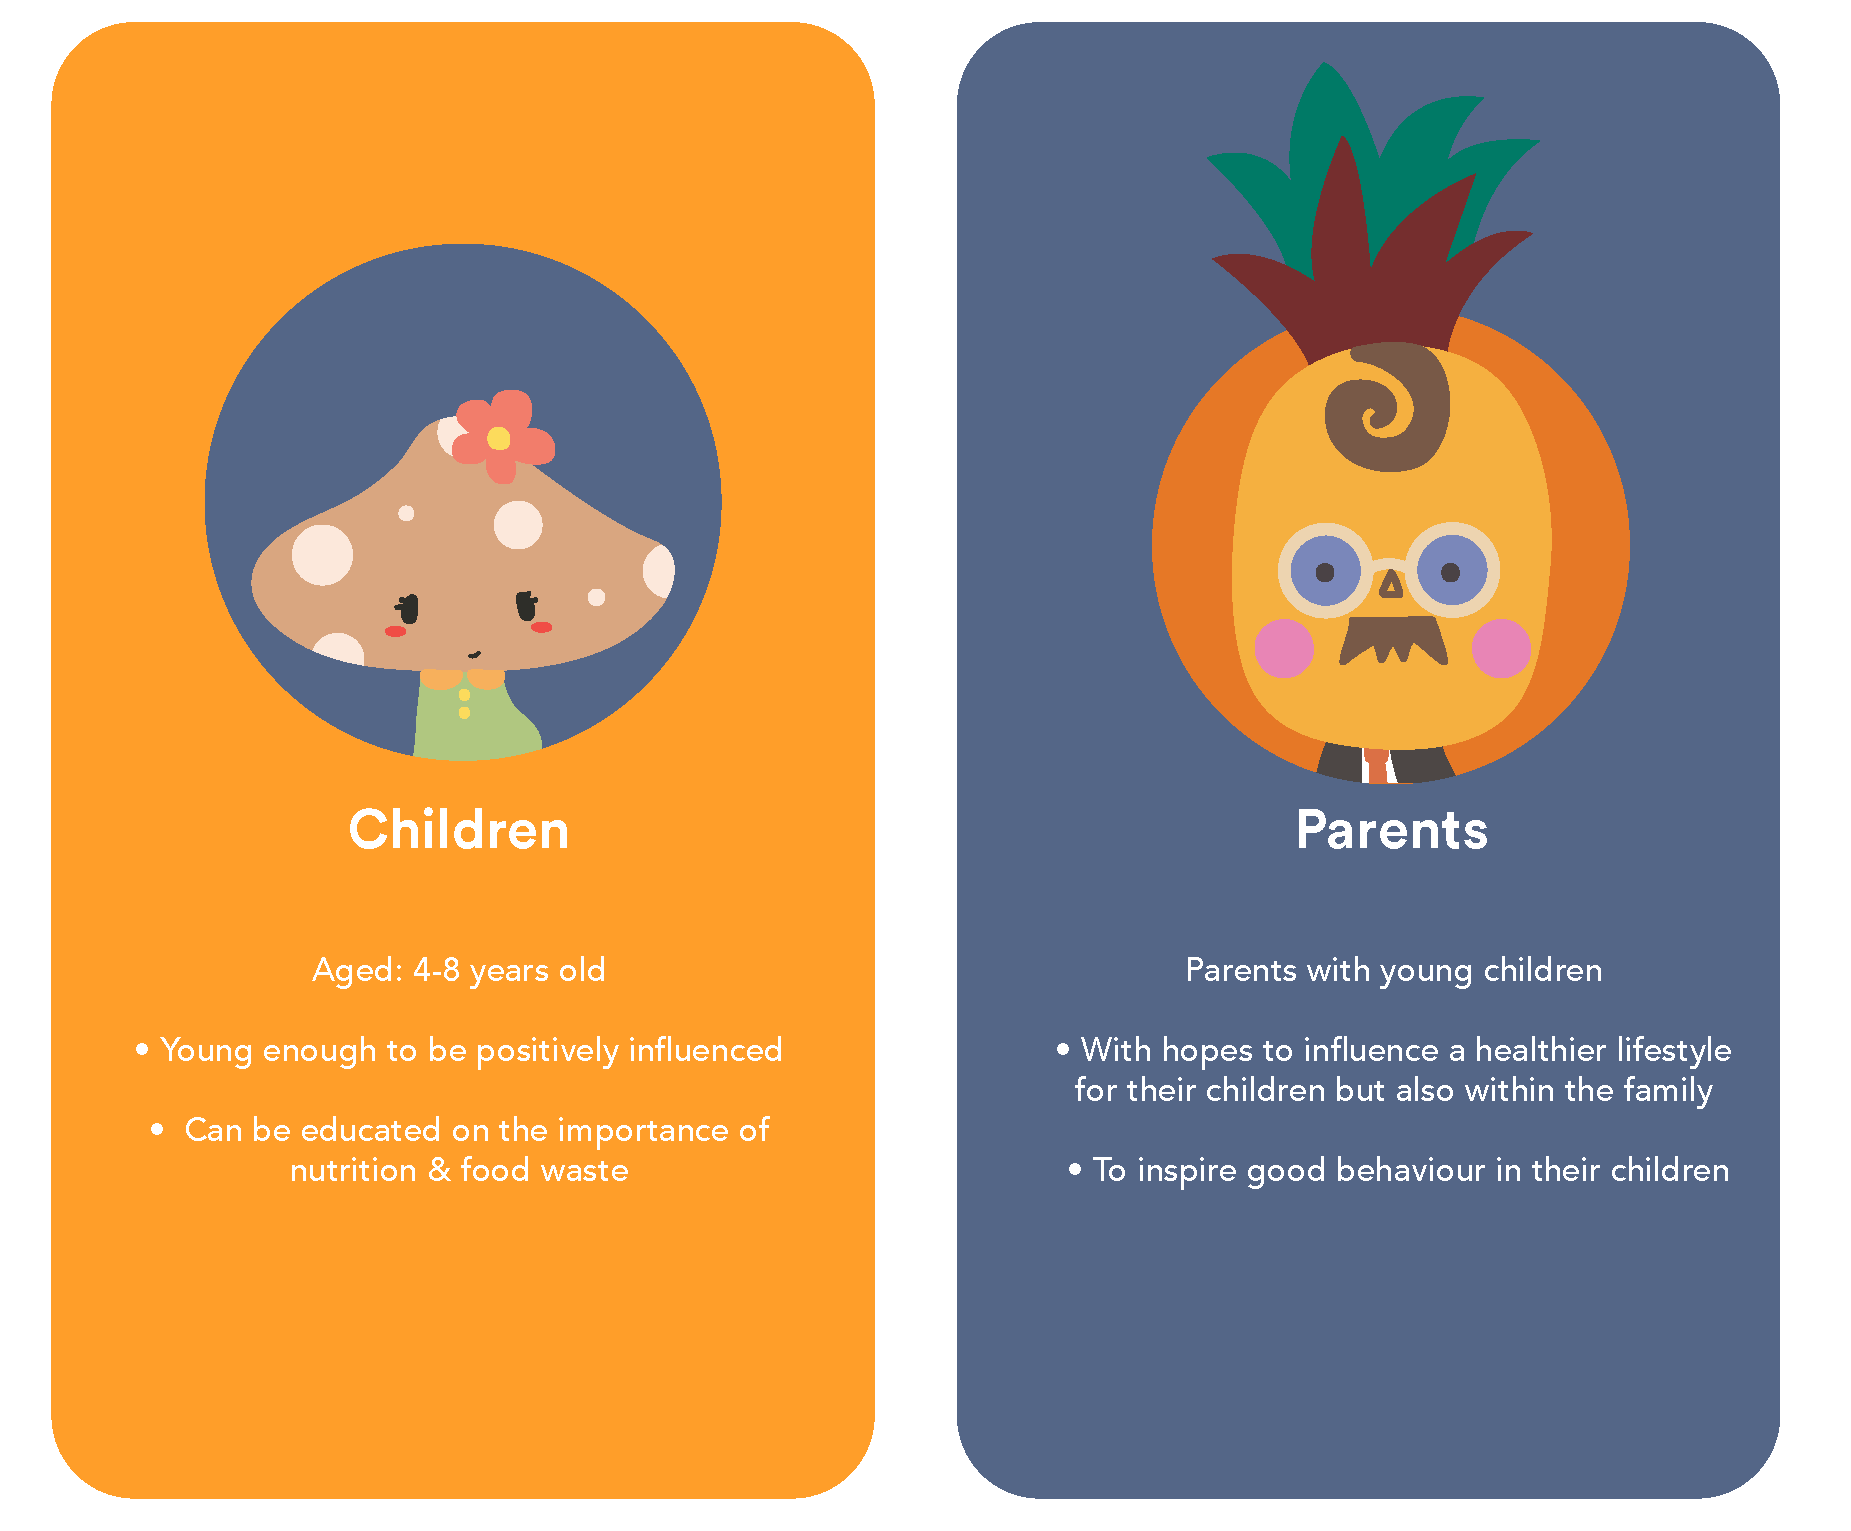 Children
Aged: 4-8 years old
• Young enough to be positively influenced
• Can be educated on the importance of
nutrition & food waste
Parents
Parents with young children
• With hopes to influence a healthier lifestyle
for their children but also within the family
• To inspire good behaviour in their children